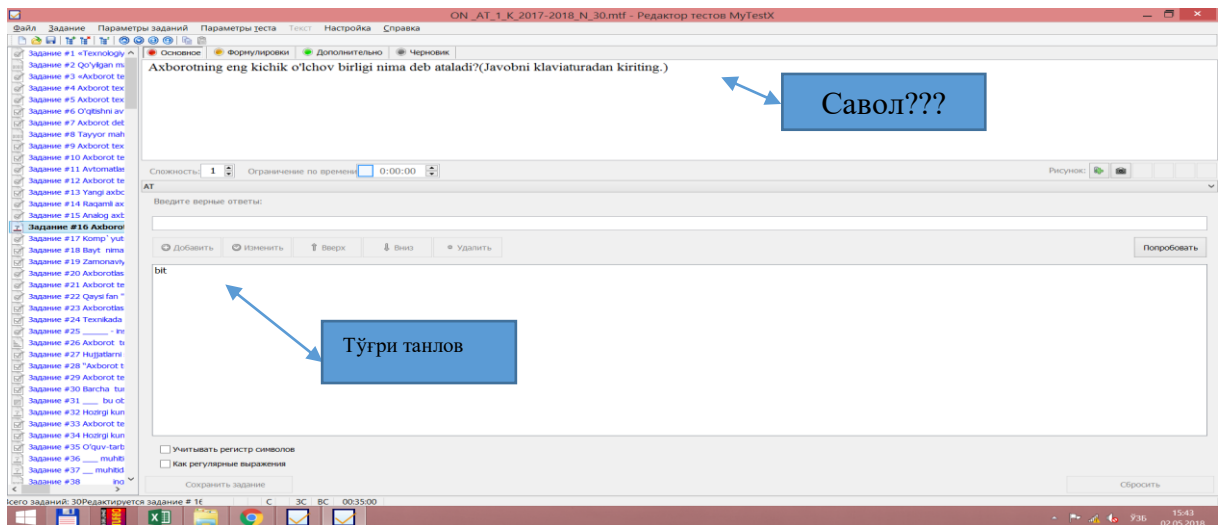 ON_AT_1_K_2017-2018_N_30.mtf - Редактор тестов MyTestX
Файл Задание Параметры заданий Параметры теста Текст Настройка Справка
Основное Формулировки Дополнительно Черновик
Axborotning eng kichik o'lchov birligi nima deb ataladi?(Javobni klaviaturadan kiriting.)
Савол???
Сложность: 1 Ограничение по времени 0:00:00 Рисунок:
AT
Введите верные ответы:
Добавить Изменить Вверх Вниз Удалить Попробовать
bit
Тўғри танлов
Учитывать регистр символов
Как регулярные выражения
Сохранить задание Сбросить
Задание #1 «Texnologiy
Задание #2 Qo'yilgan ma
Задание #3 «Axborot te
Задание #4 Axborot tex
Задание #5 Axborot tex
Задание #6 O'qitishni av
Задание #7 Axborot deb
Задание #8 Tayyor mah
Задание #9 Axborot tex
Задание #10 Axborot te
Задание #11 Avtomatlas
Задание #12 Axborot te
Задание #13 Yangi axbo
Задание #14 Raqamli ax
Задание #15 Analog axb
Задание #16 Axborot
Задание #17 Komp`yut
Задание #18 Bayt nima
Задание #19 Zamonaviy
Задание #20 Axborotlas
Задание #21 Axborot te
Задание #22 Qaysi fan "
Задание #23 Axborotlas
Задание #24 Texnikada
Задание #25 ______ - in
Задание #26 Axborot tu
Задание #27 Hujjatlarni
Задание #28 "Axborot t
Задание #29 Axborot te
Задание #30 Barcha tur
Задание #31 ___ bu ob
Задание #32 Hozirgi kun
Задание #33 Axborot te
Задание #34 Hozirgi kun
Задание #35 O'quv-tarb
Задание #36 ___ muhiti
Задание #37 __ muhitid
Задание #38 ing
всего заданий: 30 Редактируется задание # 16 С ЗС ВС 00:35:00
ЎЗБ 15:43
02.05.2018